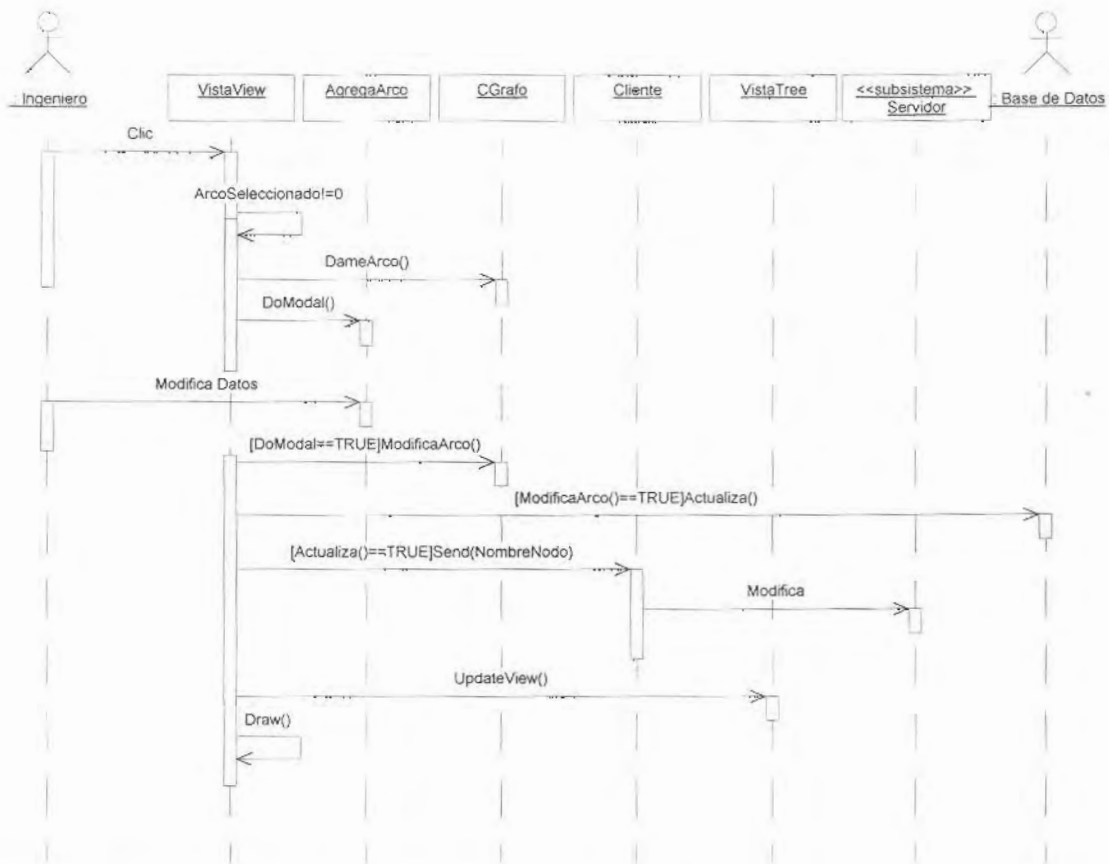 : Ingeniero
VistaView
AgregaArco
CGrafo
Cliente
VistaTree
<<subsistema>>
Servidor
: Base de Datos
Clic
ArcoSeleccionado!=0
DameArco()
DoModal()
Modifica Datos
[DoModal==TRUE]ModificaArco()
[ModificaArco()==TRUE]Actualiza()
[Actualiza()==TRUE]Send(NombreNodo)
Modifica
UpdateView()
Draw()